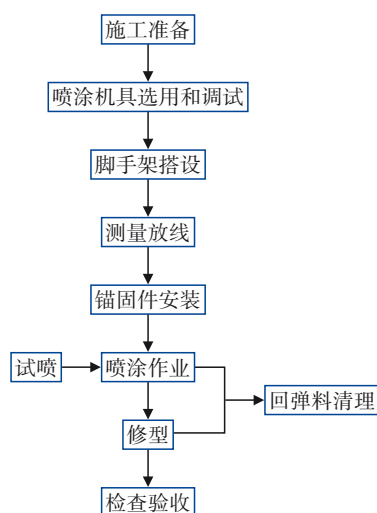 施工准备
喷涂机具选用和调试
脚手架搭设
测量放线
锚固件安装
试喷
喷涂作业
回弹料清理
修型
检查验收